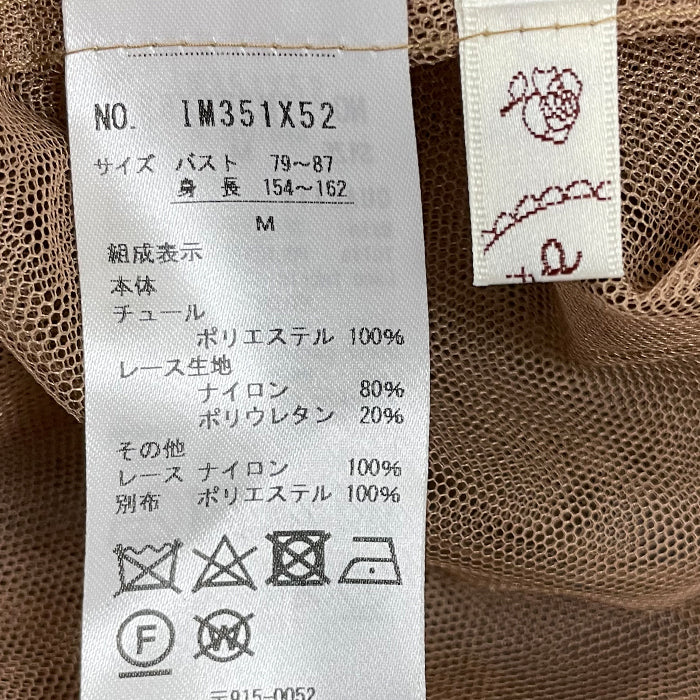 NO. IM351X52
サイズ バスト 79～87
身長 154～162
M
組成表示
本体
チュール
ポリエステル 100%
レース生地
ナイロン 80%
ポリウレタン 20%
その他
レース ナイロン 100%
別布 ポリエステル 100%
F
W
〒915-0052